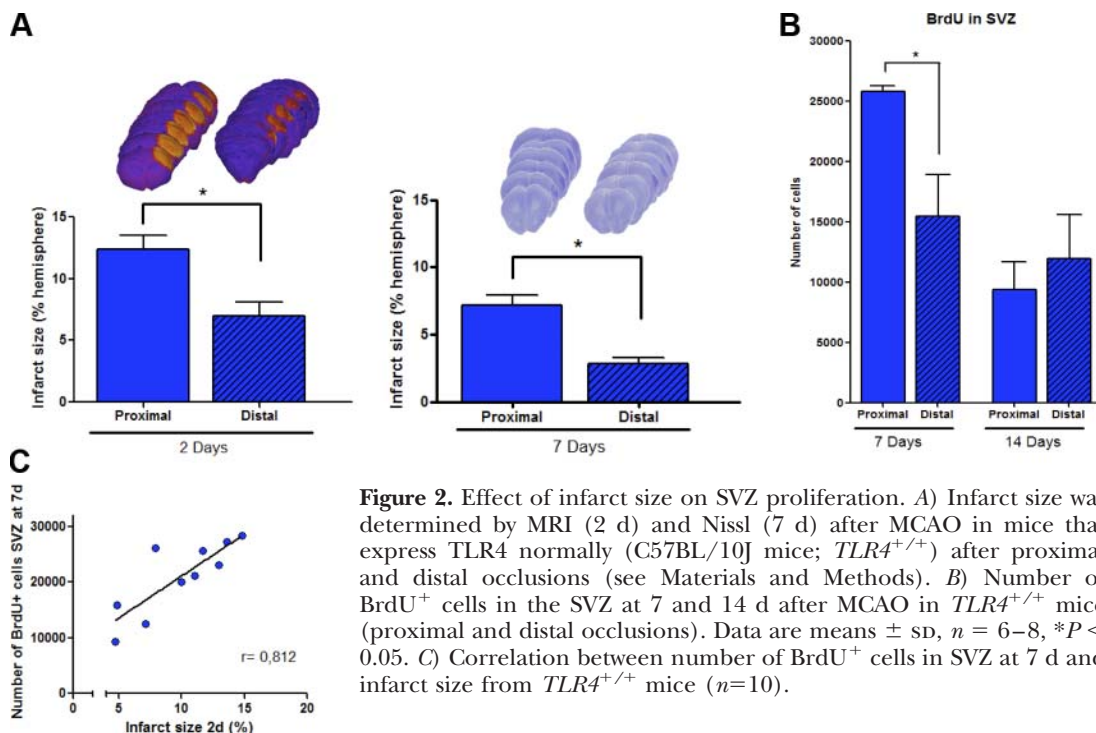 A
*
Infarct size (% hemisphere)
15
10
5
0
Proximal
Distal
2 Days
*
Infarct size (% hemisphere)
15
10
5
0
Proximal
Distal
7 Days
B
BrdU in SVZ
*
Number of cells
30000
25000
20000
15000
10000
5000
0
Proximal Distal Proximal Distal
7 Days 14 Days
C
Number of BrdU+ cells SVZ at 7d
30000
20000
10000
0
0 5 10 15 20
r= 0,812
Infarct size 2d (%)
Figure 2. Effect of infarct size on SVZ proliferation. A) Infarct size wa
determined by MRI (2 d) and Nissl (7 d) after MCAO in mice tha
express TLR4 normally (C57BL/10J mice; TLR4+/+) after proxima
and distal occlusions (see Materials and Methods). B) Number o
BrdU+ cells in the SVZ at 7 and 14 d after MCAO in TLR4+/+ mice
(proximal and distal occlusions). Data are means ± SD, n = 6–8, *P <
0.05. C) Correlation between number of BrdU+ cells in SVZ at 7 d and
infarct size from TLR4+/+ mice (n=10).